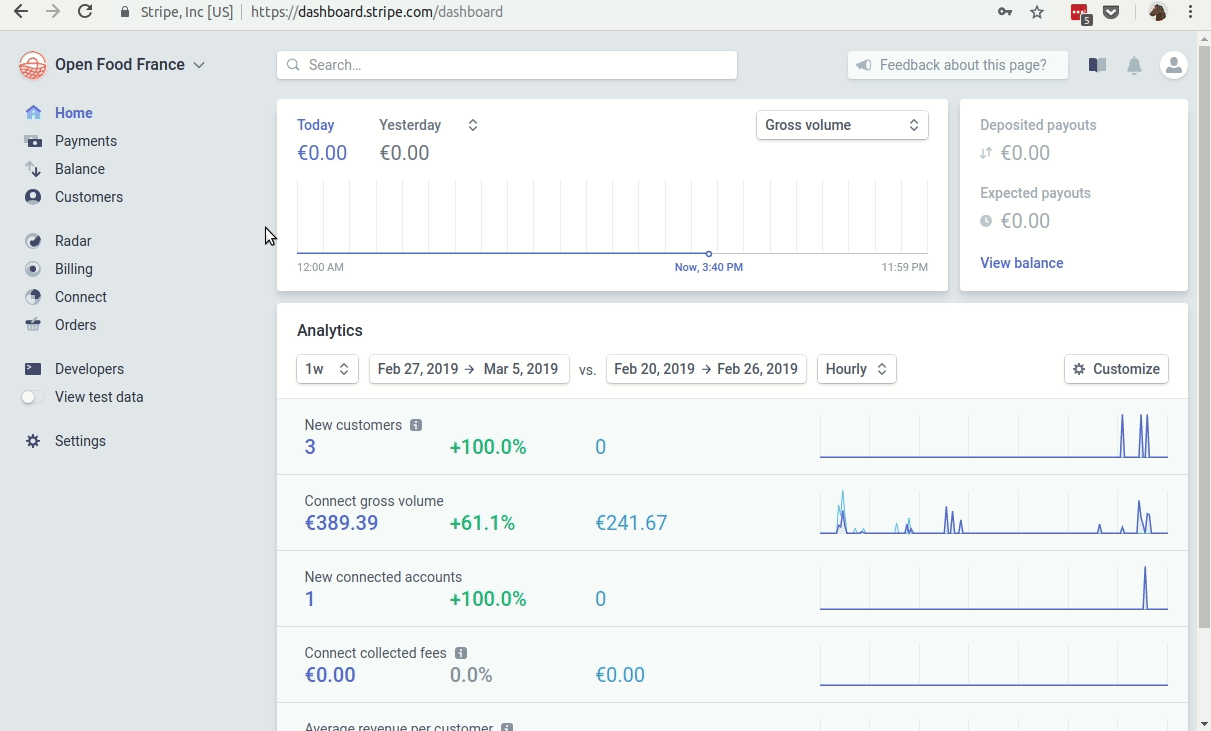 Stripe, Inc [US] | https://dashboard.stripe.com/dashboard
5
Open Food France
Search...
Feedback about this page?
Home
Payments
Balance
Customers
Radar
Billing
Connect
Orders
Developers
View test data
Settings
Today Yesterday Gross volume
€0.00 €0.00
12:00 AM Now, 3:40 PM 11:59 PM
Deposited payouts
€0.00
Expected payouts
€0.00
View balance
Analytics
1w Feb 27, 2019 → Mar 5, 2019 vs. Feb 20, 2019 → Feb 26, 2019 Hourly Customize
New customers
3 +100.0% 0
Connect gross volume
€389.39 +61.1% €241.67
New connected accounts
1 +100.0% 0
Connect collected fees
€0.00 0.0% €0.00
Average revenue per customer